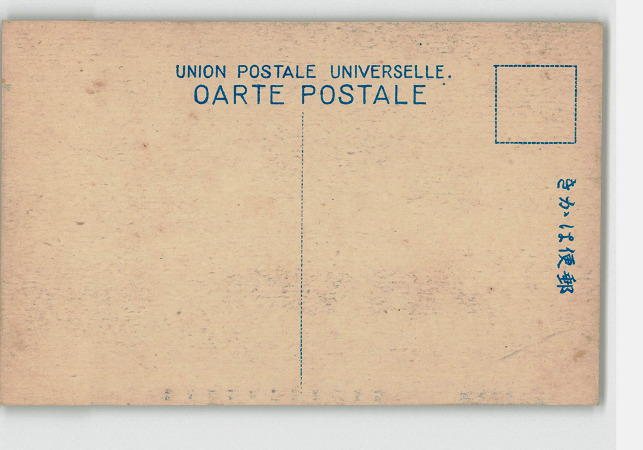 UNION POSTALE UNIVERSELLE.
OARTE POSTALE
きかは便郵